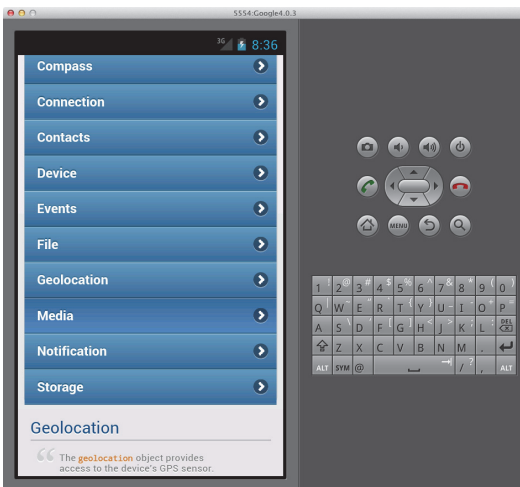 5554:Google4.0.3
3G 8:36
Compass
Connection
Contacts
Device
Events
File
Geolocation
Media
Notification
Storage
Geolocation
The geolocation object provides
access to the device's GPS sensor.
MENU
1 ! 2 @ 3 # 4 $ 5 % 6 ^ 7 & 8 * 9 ( 0 )
Q | W ~ E " R ` T { Y } U _ I - O + P =
A S \ D ' F [ G ] H < J > K ; L : DEL
Z X C V B N M .
ALT SYM @ / ? , ALT